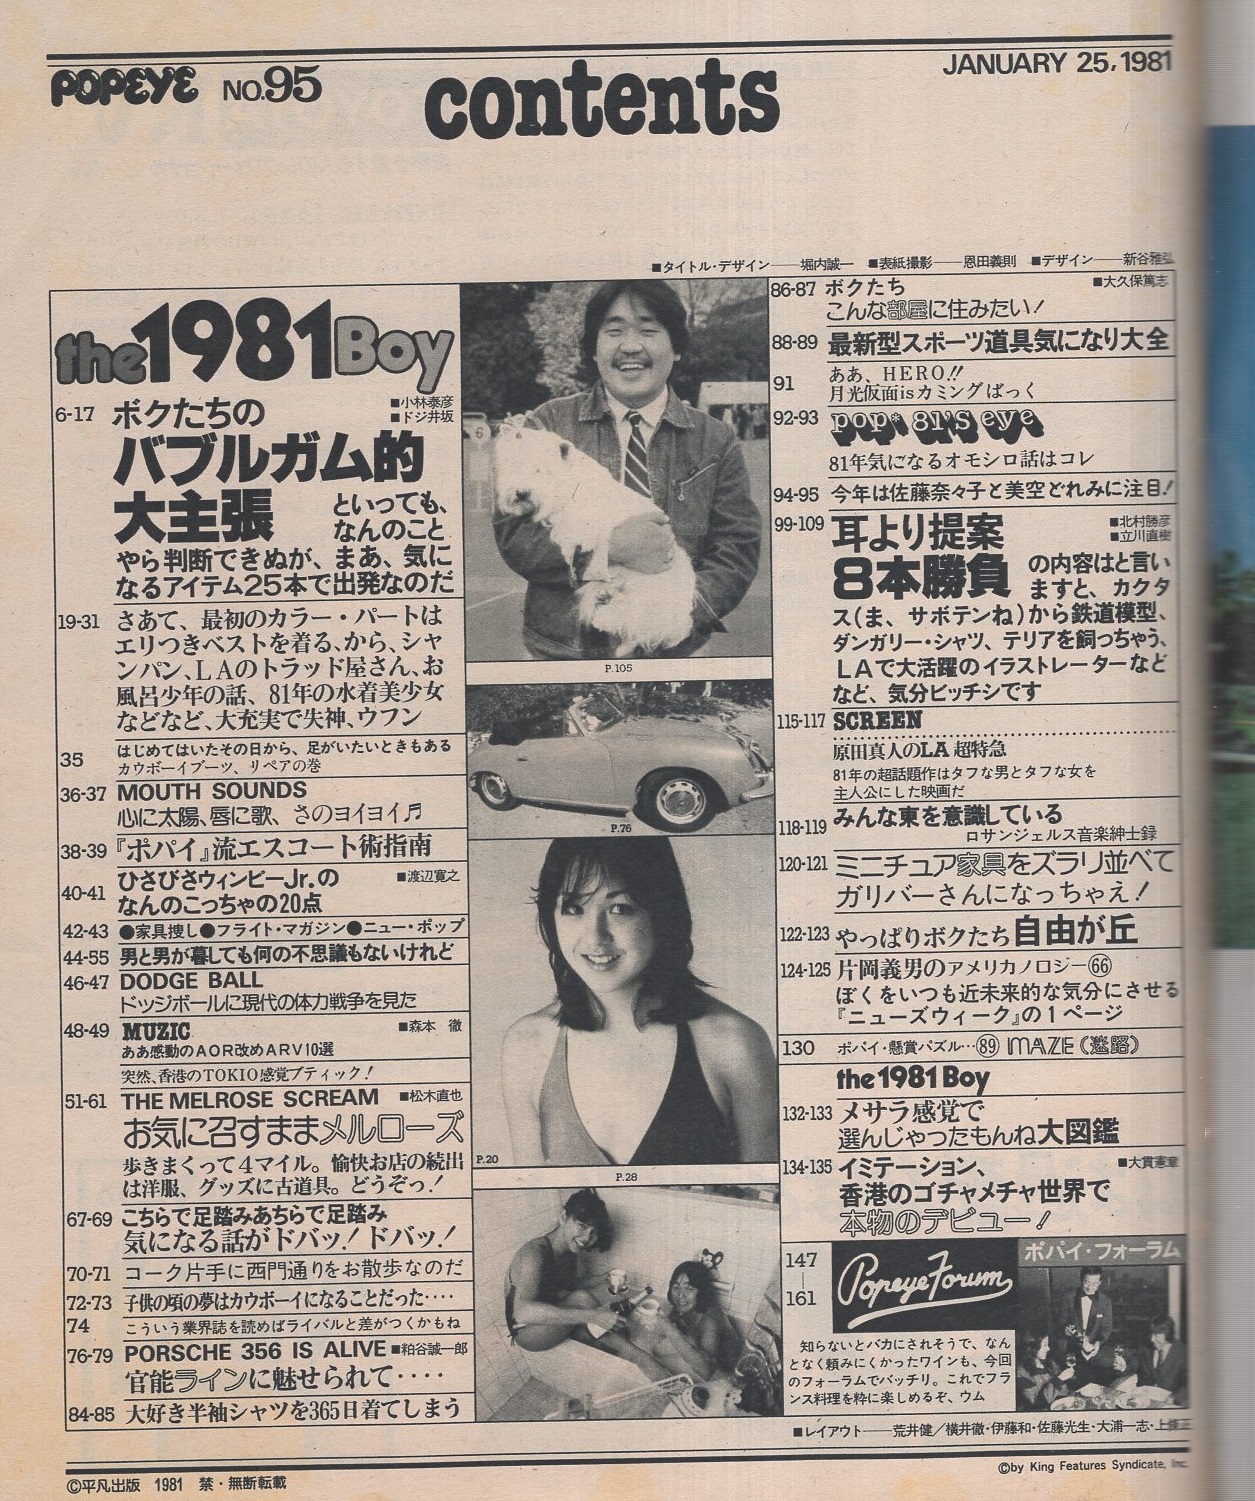 POPEYE NO.95
contents
JANUARY 25, 1981
■タイトル・デザイン――堀内誠一 ■表紙撮影――恩田義則 ■デザイン――新谷雅弘
the 1981 Boy
6-17 ボクたちの
■小林泰彦
■ドジ井坂
バブルガム的
大主張
といっても、
なんのこと
やら判断できぬが、まあ、気に
なるアイテム25本で出発なのだ
19-31 さあて、最初のカラー・パートは
エリつきベストを着る、から、シャ
ンパン、LAのトラッド屋さん、お
風呂少年の話、81年の水着美少女
などなど、大充実で失神、ウフン
35 はじめてはいたその日から、足がいたいときもある
カウボーイブーツ、リペアの巻
36-37 MOUTH SOUNDS
心に太陽、唇に歌、さのヨイヨイ♬
38-39 『ポパイ』流エスコート術指南
40-41 ひさびさウィンピーJr.の
■渡辺寛之
なんのこっちゃの20点
42-43 ●家具捜し●フライト・マガジン●ニュー・ポップ
44-55 男と男が暮しても何の不思議もないけれど
46-47 DODGE BALL
ドッジボールに現代の体力戦争を見た
48-49 MUZIC
■森本 徹
ああ感動のAOR改めARV10選
突然、香港のTOKIO感覚ブティック!
51-61 THE MELROSE SCREAM ■松木直也
お気に召すままメルローズ
歩きまくって4マイル。愉快お店の続出
は洋服、グッズに古道具。どうぞっ!
67-69 こちらで足踏みあちらで足踏み
気になる話がドバッ! ドバッ!
70-71 コーク片手に西門通りをお散歩なのだ
72-73 子供の頃の夢はカウボーイになることだった‥‥
74 こういう業界誌を読めばライバルと差がつくかもね
76-79 PORSCHE 356 IS ALIVE ■粕谷誠一郎
官能ラインに魅せられて‥‥
84-85 大好き半袖シャツを365日着てしまう
P.105
P.76
P.20
P.28
86-87 ボクたち
■大久保篤志
こんな部屋に住みたい!
88-89 最新型スポーツ道具気になり大全
91 ああ、HERO!!
月光仮面isカミングばっく
92-93 pop* 81's eye
81年気になるオモシロ話はコレ
94-95 今年は佐藤奈々子と美空どれみに注目!
99-109 耳より提案
■北村勝彦
■立川直樹
8本勝負
の内容はと言い
ますと、カクタ
ス(ま、サボテンね)から鉄道模型、
ダンガリー・シャツ、テリアを飼っちゃう、
LAで大活躍のイラストレーターなど
など、気分ビッチシです
115-117 SCREEN
原田真人のLA超特急
81年の超話題作はタフな男とタフな女を
主人公にした映画だ
118-119 みんな東を意識している
ロサンジェルス音楽紳士録
120-121 ミニチュア家具をズラリ並べて
ガリバーさんになっちゃえ!
122-123 やっぱりボクたち自由が丘
124-125 片岡義男のアメリカノロジー66
ぼくをいつも近未来的な気分にさせる
『ニューズウィーク』の1ページ
130 ポパイ・懸賞パズル…89 MAZE(迷路)
the 1981 Boy
132-133 メサラ感覚で
選んじゃったもんね大図鑑
134-135 イミテーション、
■大貫憲章
香港のゴチャメチャ世界で
本物のデビュー!
147
|
161
Popeye Forum
ポパイ・フォーラム
知らないとバカにされそうで、なん
となく頼みにくかったワインも、今回
のフォーラムでバッチリ。これでフラ
ンス料理を粋に楽しめるぞ、ウム
■レイアウト――荒井健/横井徹・伊藤和・佐藤光生・大浦一志・上條正
©平凡出版 1981 禁・無断転載
©by King Features Syndicate, Inc.